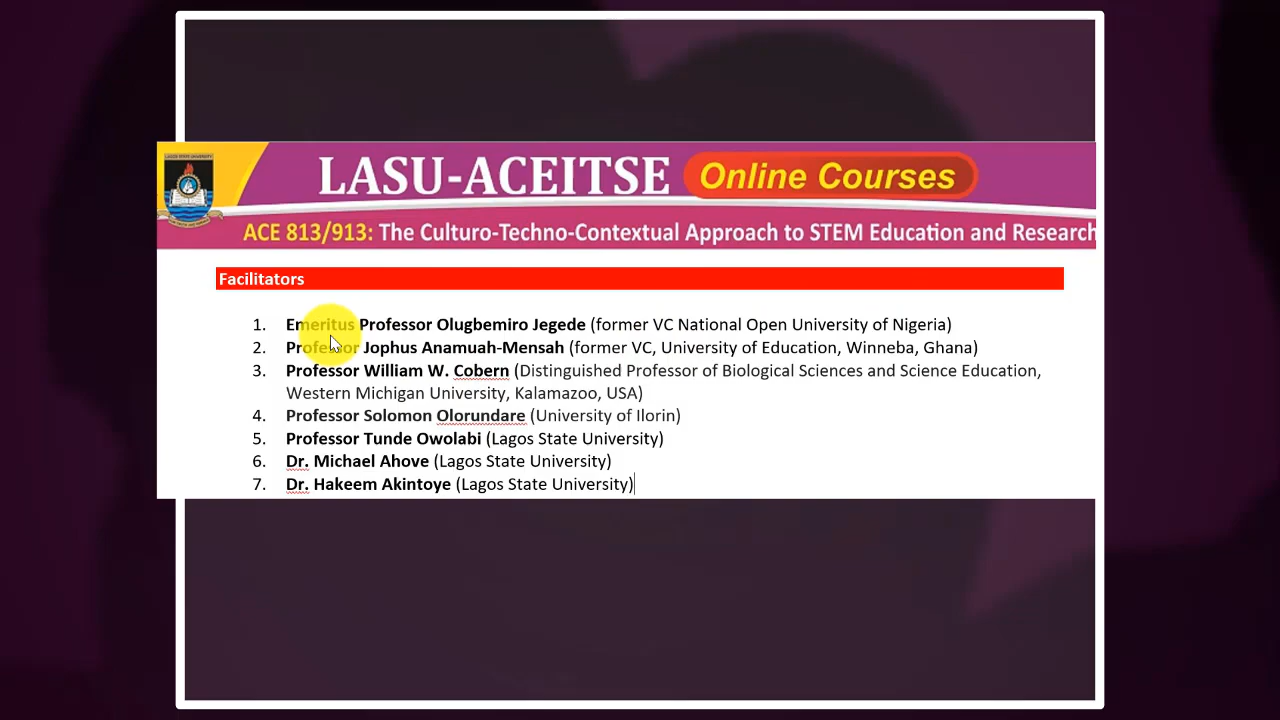 LASU-ACEITSE Online Courses
ACE 813/913: The Culturo-Techno-Contextual Approach to STEM Education and Research
Facilitators
1. Emeritus Professor Olugbemiro Jegede (former VC National Open University of Nigeria)
2. Professor Jophus Anamuah-Mensah (former VC, University of Education, Winneba, Ghana)
3. Professor William W. Cobern (Distinguished Professor of Biological Sciences and Science Education,
Western Michigan University, Kalamazoo, USA)
4. Professor Solomon Olorundare (University of Ilorin)
5. Professor Tunde Owolabi (Lagos State University)
6. Dr. Michael Ahove (Lagos State University)
7. Dr. Hakeem Akintoye (Lagos State University)